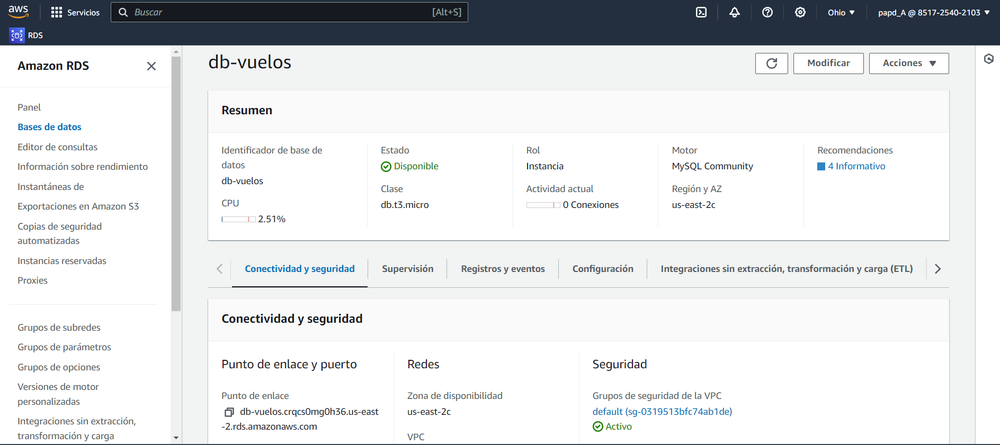 aws
Servicios
Buscar
[Alt+S]
Ohio
papd_A @ 8517-2540-2103
RDS
Amazon RDS
Panel
Bases de datos
Editor de consultas
Información sobre rendimiento
Instantáneas de
Exportaciones en Amazon S3
Copias de seguridad
automatizadas
Instancias reservadas
Proxies
Grupos de subredes
Grupos de parámetros
Grupos de opciones
Versiones de motor
personalizadas
Integraciones sin extracción,
transformación y carga
db-vuelos
Modificar
Acciones
Resumen
Identificador de base de
datos
db-vuelos
CPU
2.51%
Estado
Disponible
Clase
db.t3.micro
Rol
Instancia
Actividad actual
0 Conexiones
Motor
MySQL Community
Región y AZ
us-east-2c
Recomendaciones
4 Informativo
Conectividad y seguridad
Supervisión
Registros y eventos
Configuración
Integraciones sin extracción, transformación y carga (ETL)
Conectividad y seguridad
Punto de enlace y puerto
Punto de enlace
db-vuelos.crqcs0mg0h36.us-east
-2.rds.amazonaws.com
Redes
Zona de disponibilidad
us-east-2c
VPC
Seguridad
Grupos de seguridad de la VPC
default (sg-0319513bfc74ab1de)
Activo